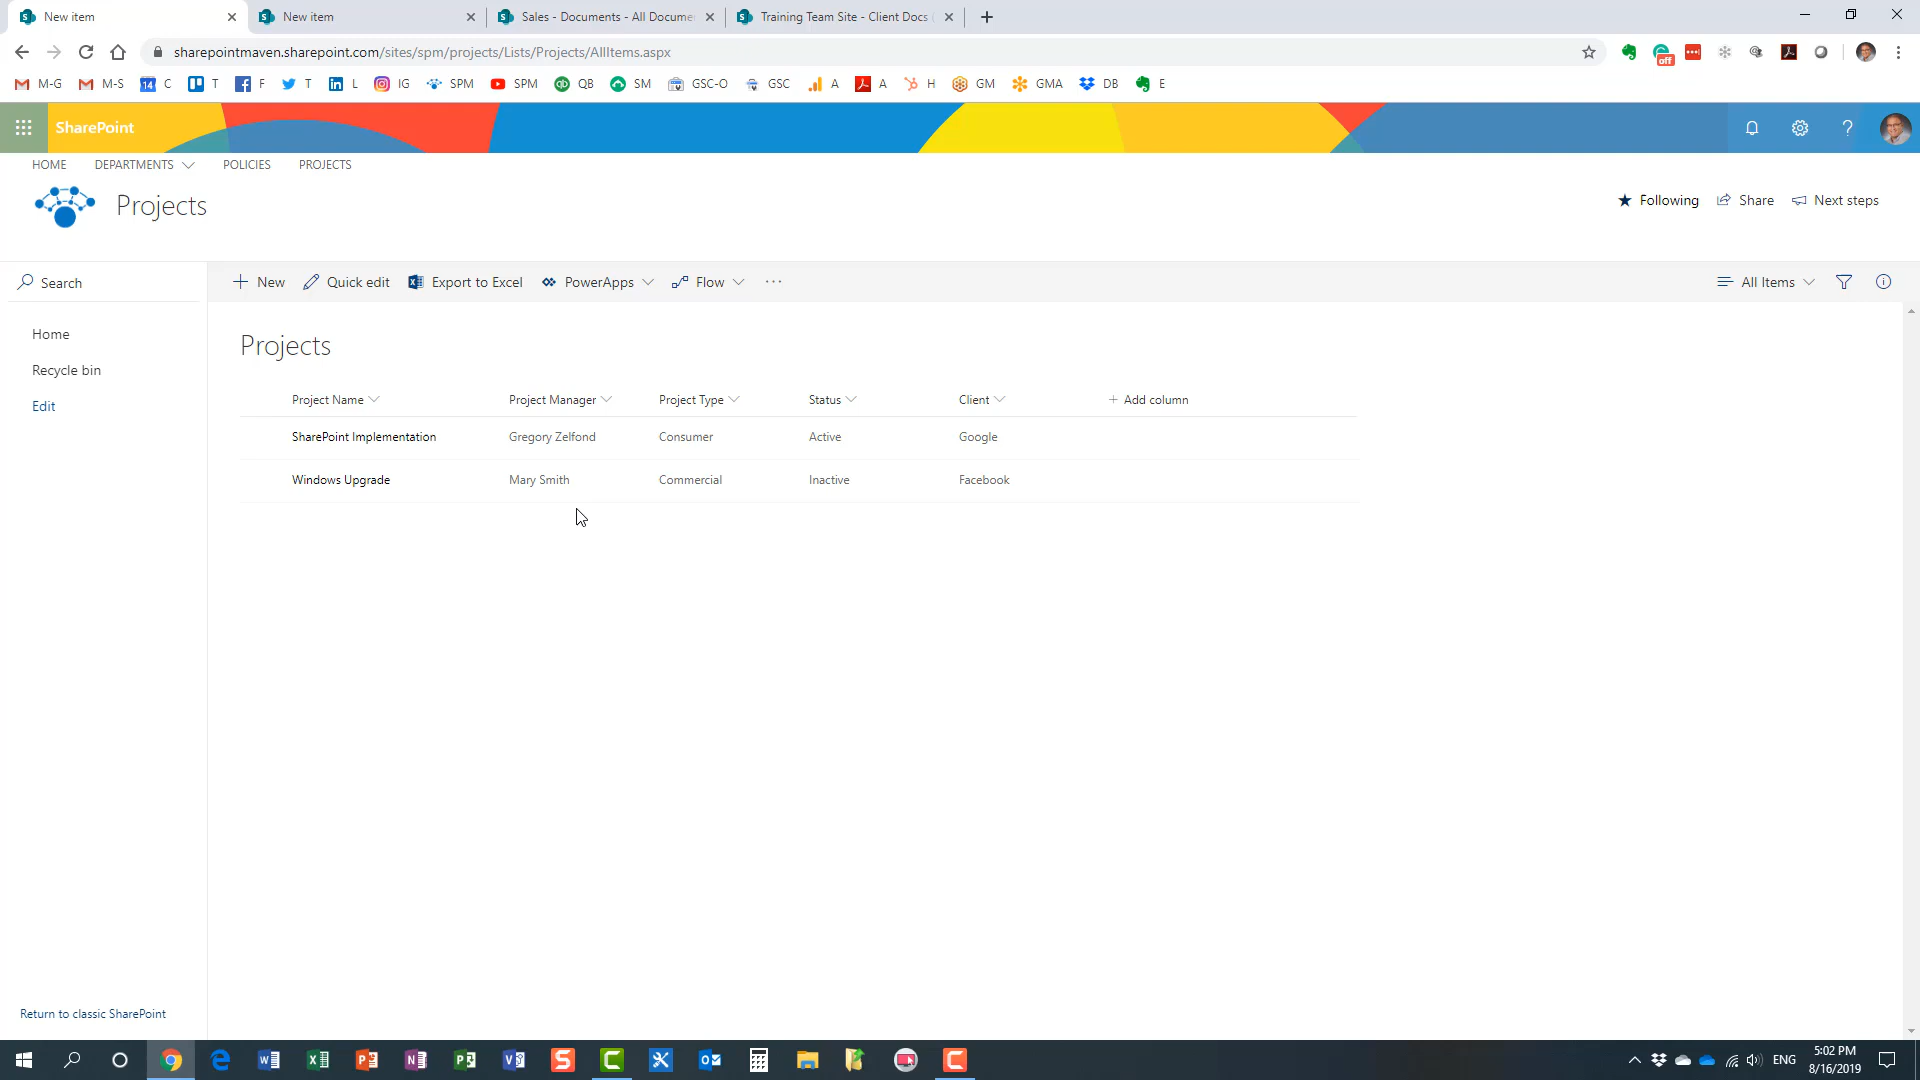 New item
New item
Sales - Documents - All Docume
Training Team Site - Client Docs
sharepointmaven.sharepoint.com/sites/spm/projects/Lists/Projects/AllItems.aspx
off
M-G
M-S
14 C
T
F
T
L
IG
SPM
SPM
QB
SM
GSC-O
GSC
A
A
H
GM
GMA
DB
E
SharePoint
HOME
DEPARTMENTS
POLICIES
PROJECTS
Projects
Following
Share
Next steps
Search
New
Quick edit
Export to Excel
PowerApps
Flow
All Items
Home
Recycle bin
Edit
Projects
Project Name
Project Manager
Project Type
Status
Client
Add column
SharePoint Implementation
Gregory Zelfond
Consumer
Active
Google
Windows Upgrade
Mary Smith
Commercial
Inactive
Facebook
Return to classic SharePoint
ENG
5:02 PM
8/16/2019